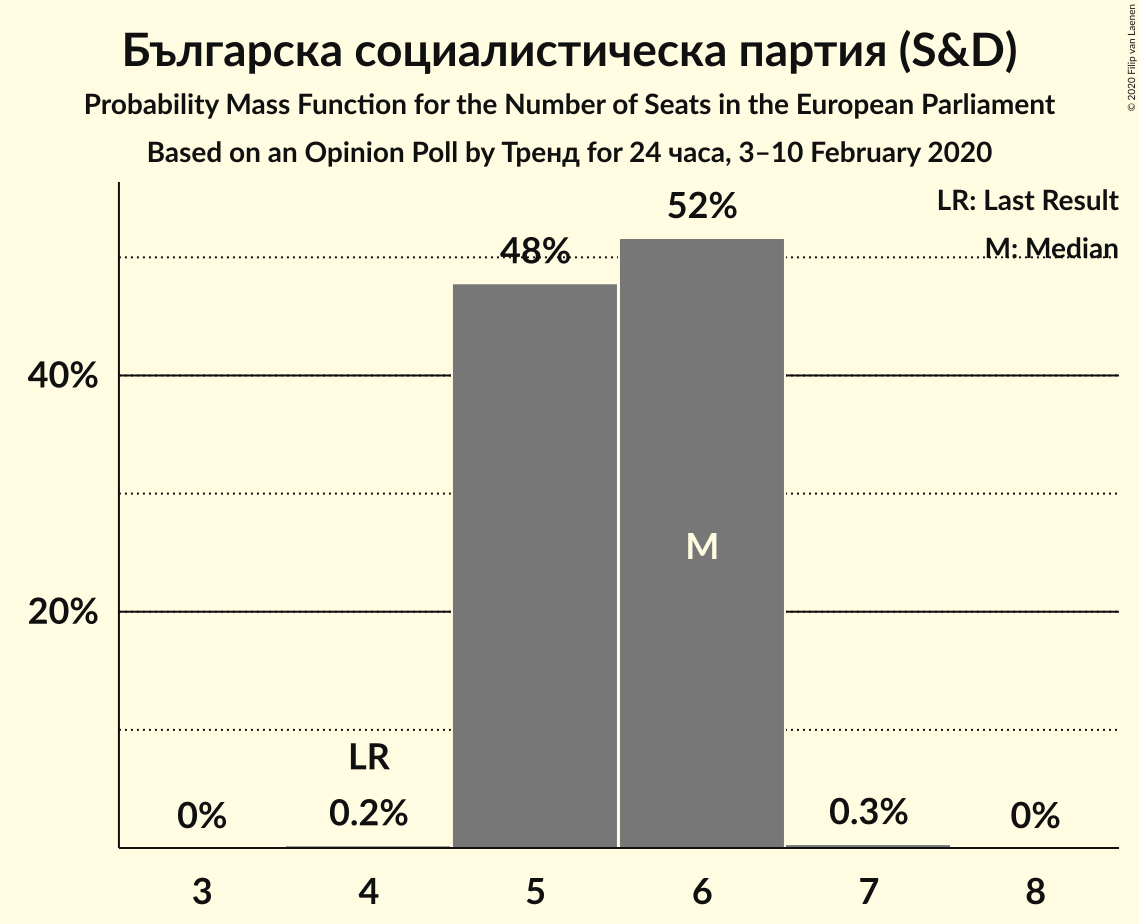 Българска социалистическа партия (S&D)
Probability Mass Function for the Number of Seats in the European Parliament
Based on an Opinion Poll by Тренд for 24 часа, 3–10 February 2020
© 2020 Filip van Laenen
LR: Last Result
M: Median
52%
48%
40%
M
20%
LR
0%
0.2%
0.3%
0%
3
4
5
6
7
8